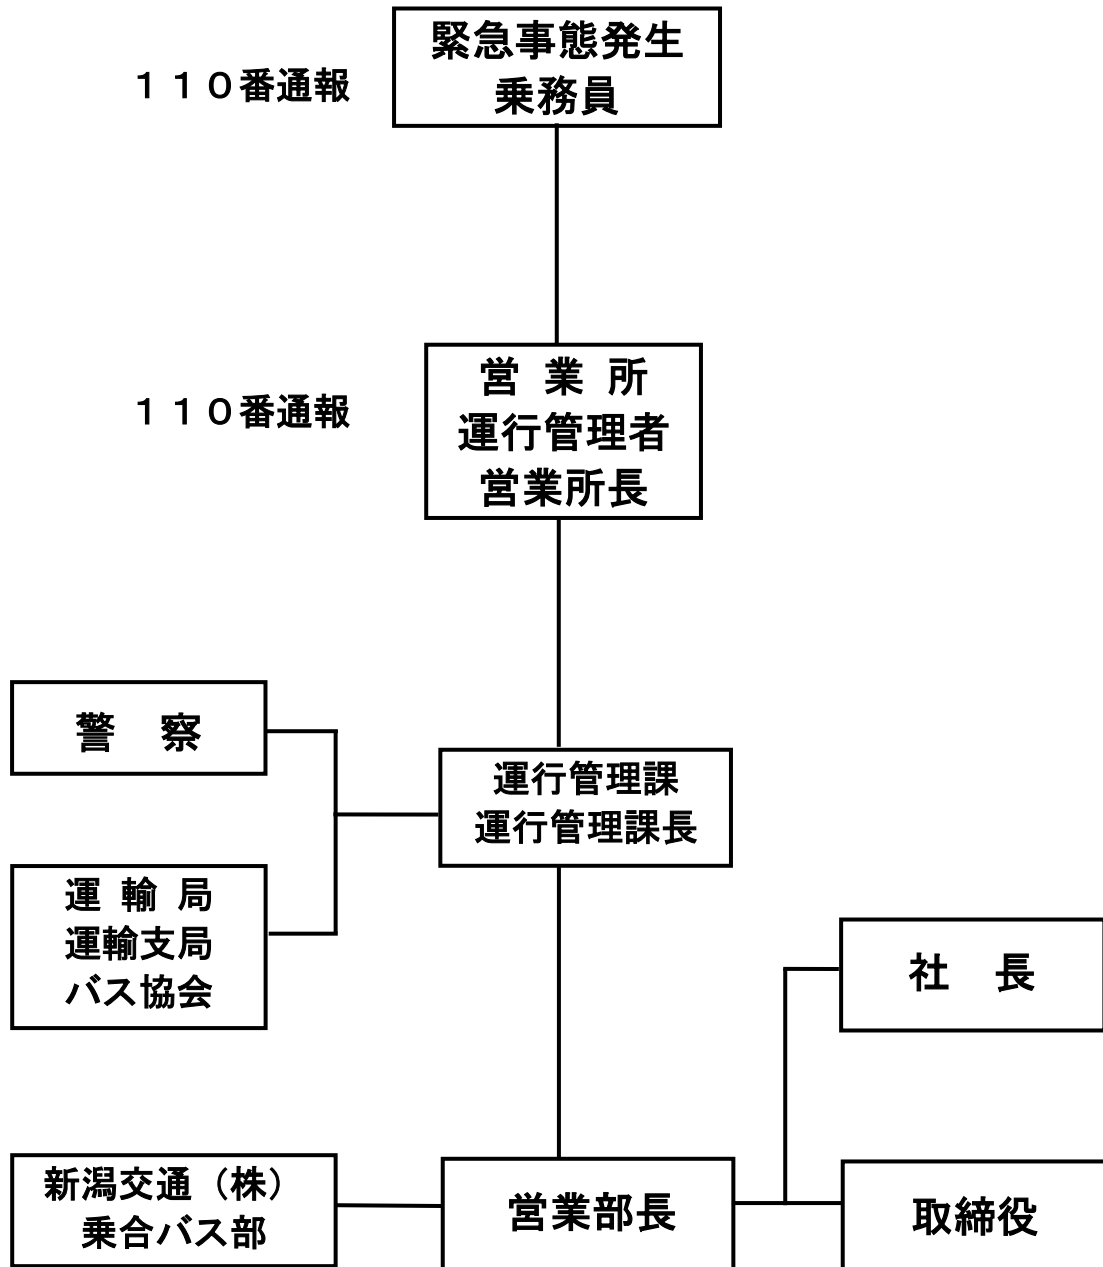 緊急事態発生
乗務員
１１０番通報
営 業 所
運行管理者
営業所長
１１０番通報
警　察
運行管理課
運行管理課長
運 輸 局
運輸支局
バス協会
社　長
新潟交通（株）
乗合バス部
営業部長
取締役